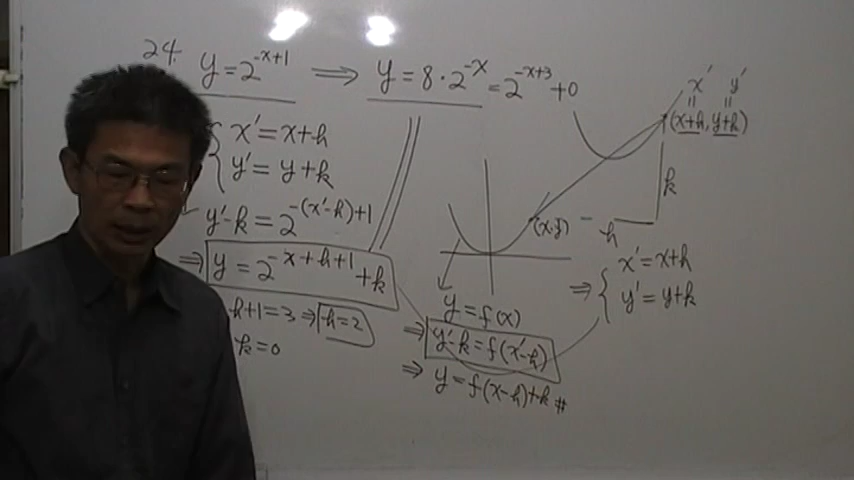 24. y=2^{-x+1} ⟹ y=8·2^{-x}=2^{-x+3}+0
{ x'=x+h
y'=y+k
y'-k=2^{-(x'-h)+1}
⇒ y=2^{-x+h+1}+k
h+1=3 ⇒ h=2
k=0
x' y'
(x+h, y+k)
k
(x,y)
h
⇒ { x'=x+h
y'=y+k
y=f(x)
⇒ y'-k=f(x'-h)
⇒ y=f(x-h)+k #